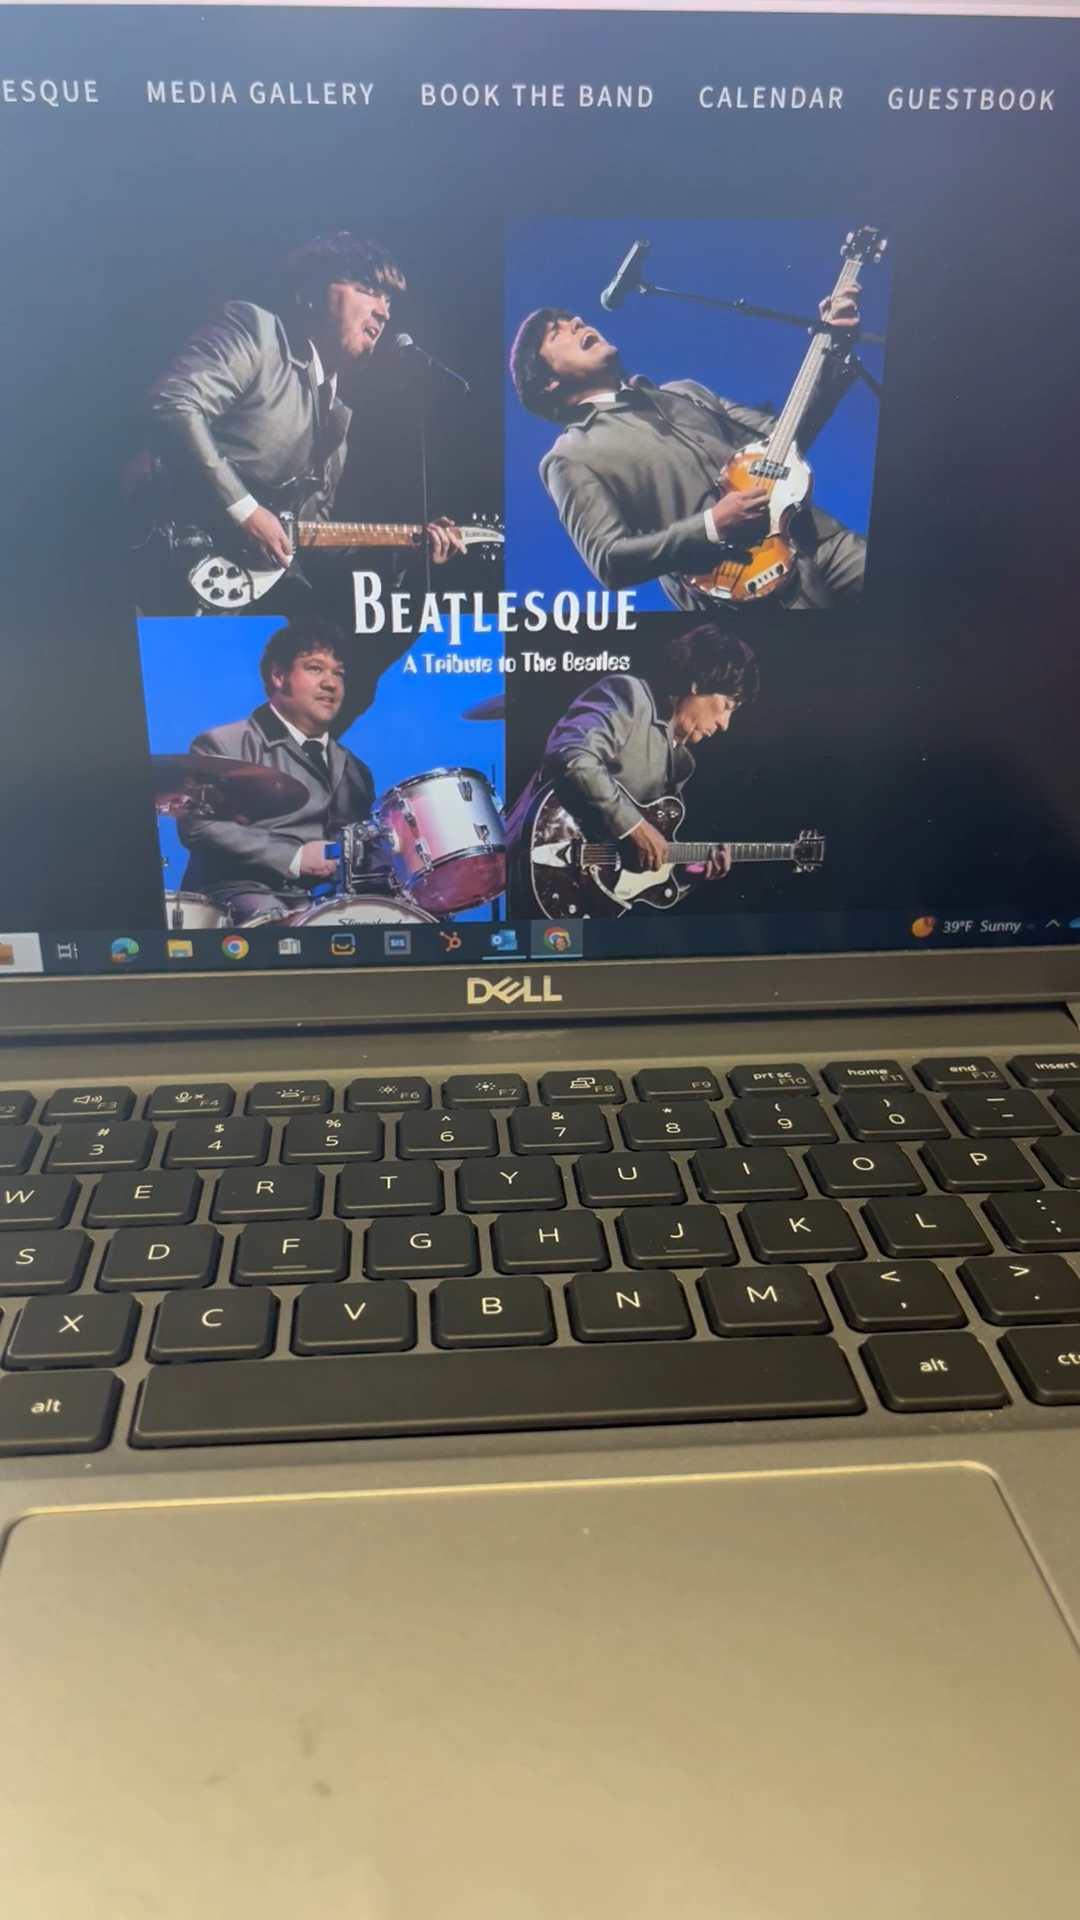 ESQUE MEDIA GALLERY BOOK THE BAND CALENDAR GUESTBOOK
BEATLESQUE
A Tribute to The Beatles
SIS
39°F Sunny
DELL
F3 F4 F5 F6 F7 F8 F9 prt sc F10 home F11 end F12 insert
# 3 $ 4 % 5 ^ 6 & 7 * 8 ( 9 ) 0 _ -
W E R T Y U I O P
S D F G H J K L : ;
X C V B N M < , > .
alt alt